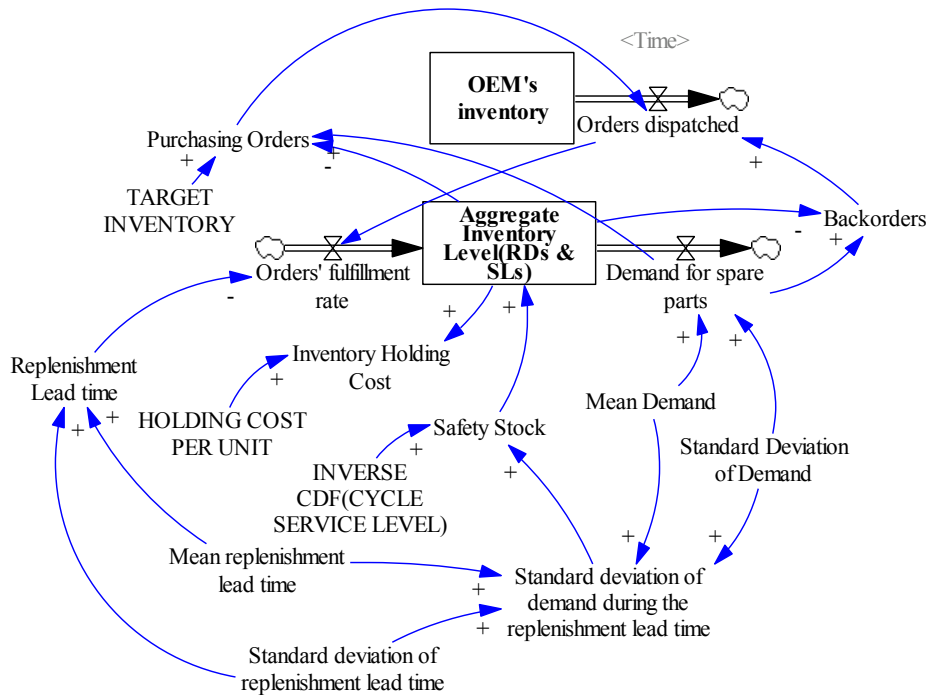 <Time>
OEM's
inventory
Orders dispatched
Purchasing Orders
+
+
-
+
TARGET
INVENTORY
Aggregate
Inventory
Level(RDs &
SLs)
Backorders
-
+
Orders' fulfillment
rate
-
Demand for spare
parts
+
+
+
+
Inventory Holding
Cost
+
Replenishment
Lead time
+
+
HOLDING COST
PER UNIT
Mean Demand
Safety Stock
+
+
INVERSE
CDF(CYCLE
SERVICE LEVEL)
Standard Deviation
of Demand
+
+
Mean replenishment
lead time
+
+
Standard deviation of
demand during the
replenishment lead time
Standard deviation of
replenishment lead time